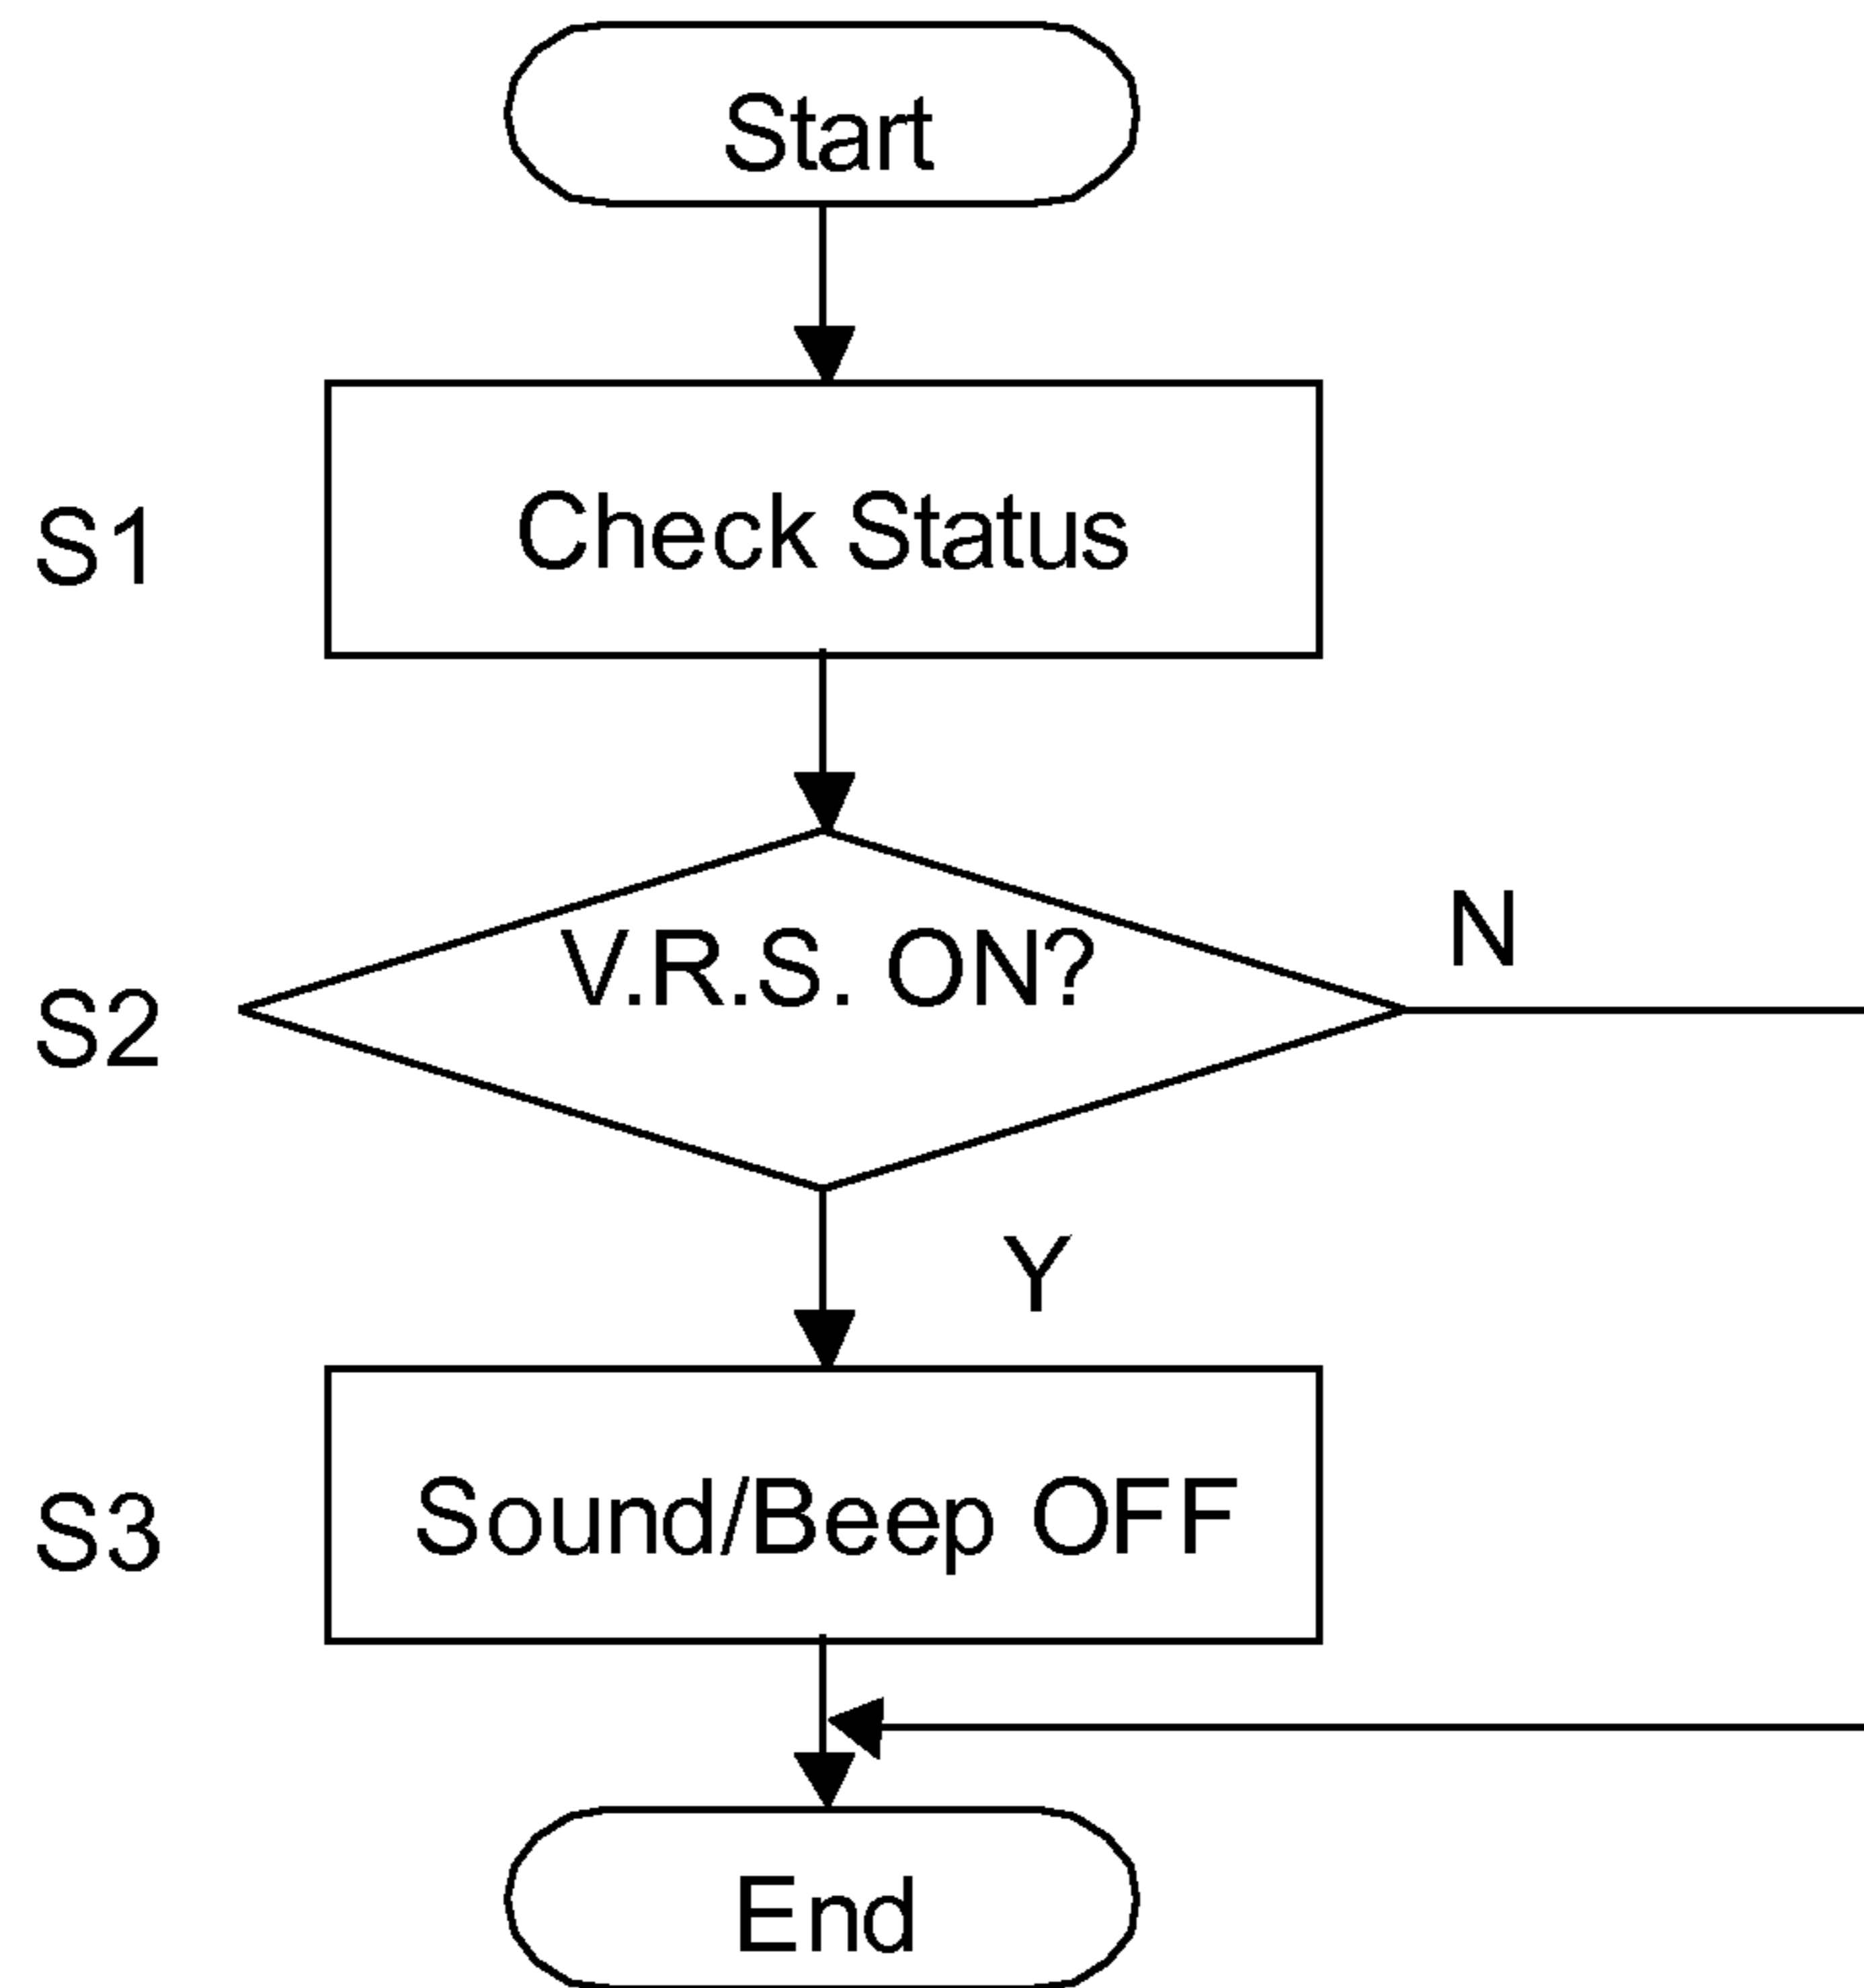 Start
S1
Check Status
V.R.S. ON?
N
S2
Y
S3
Sound/Beep OFF
End